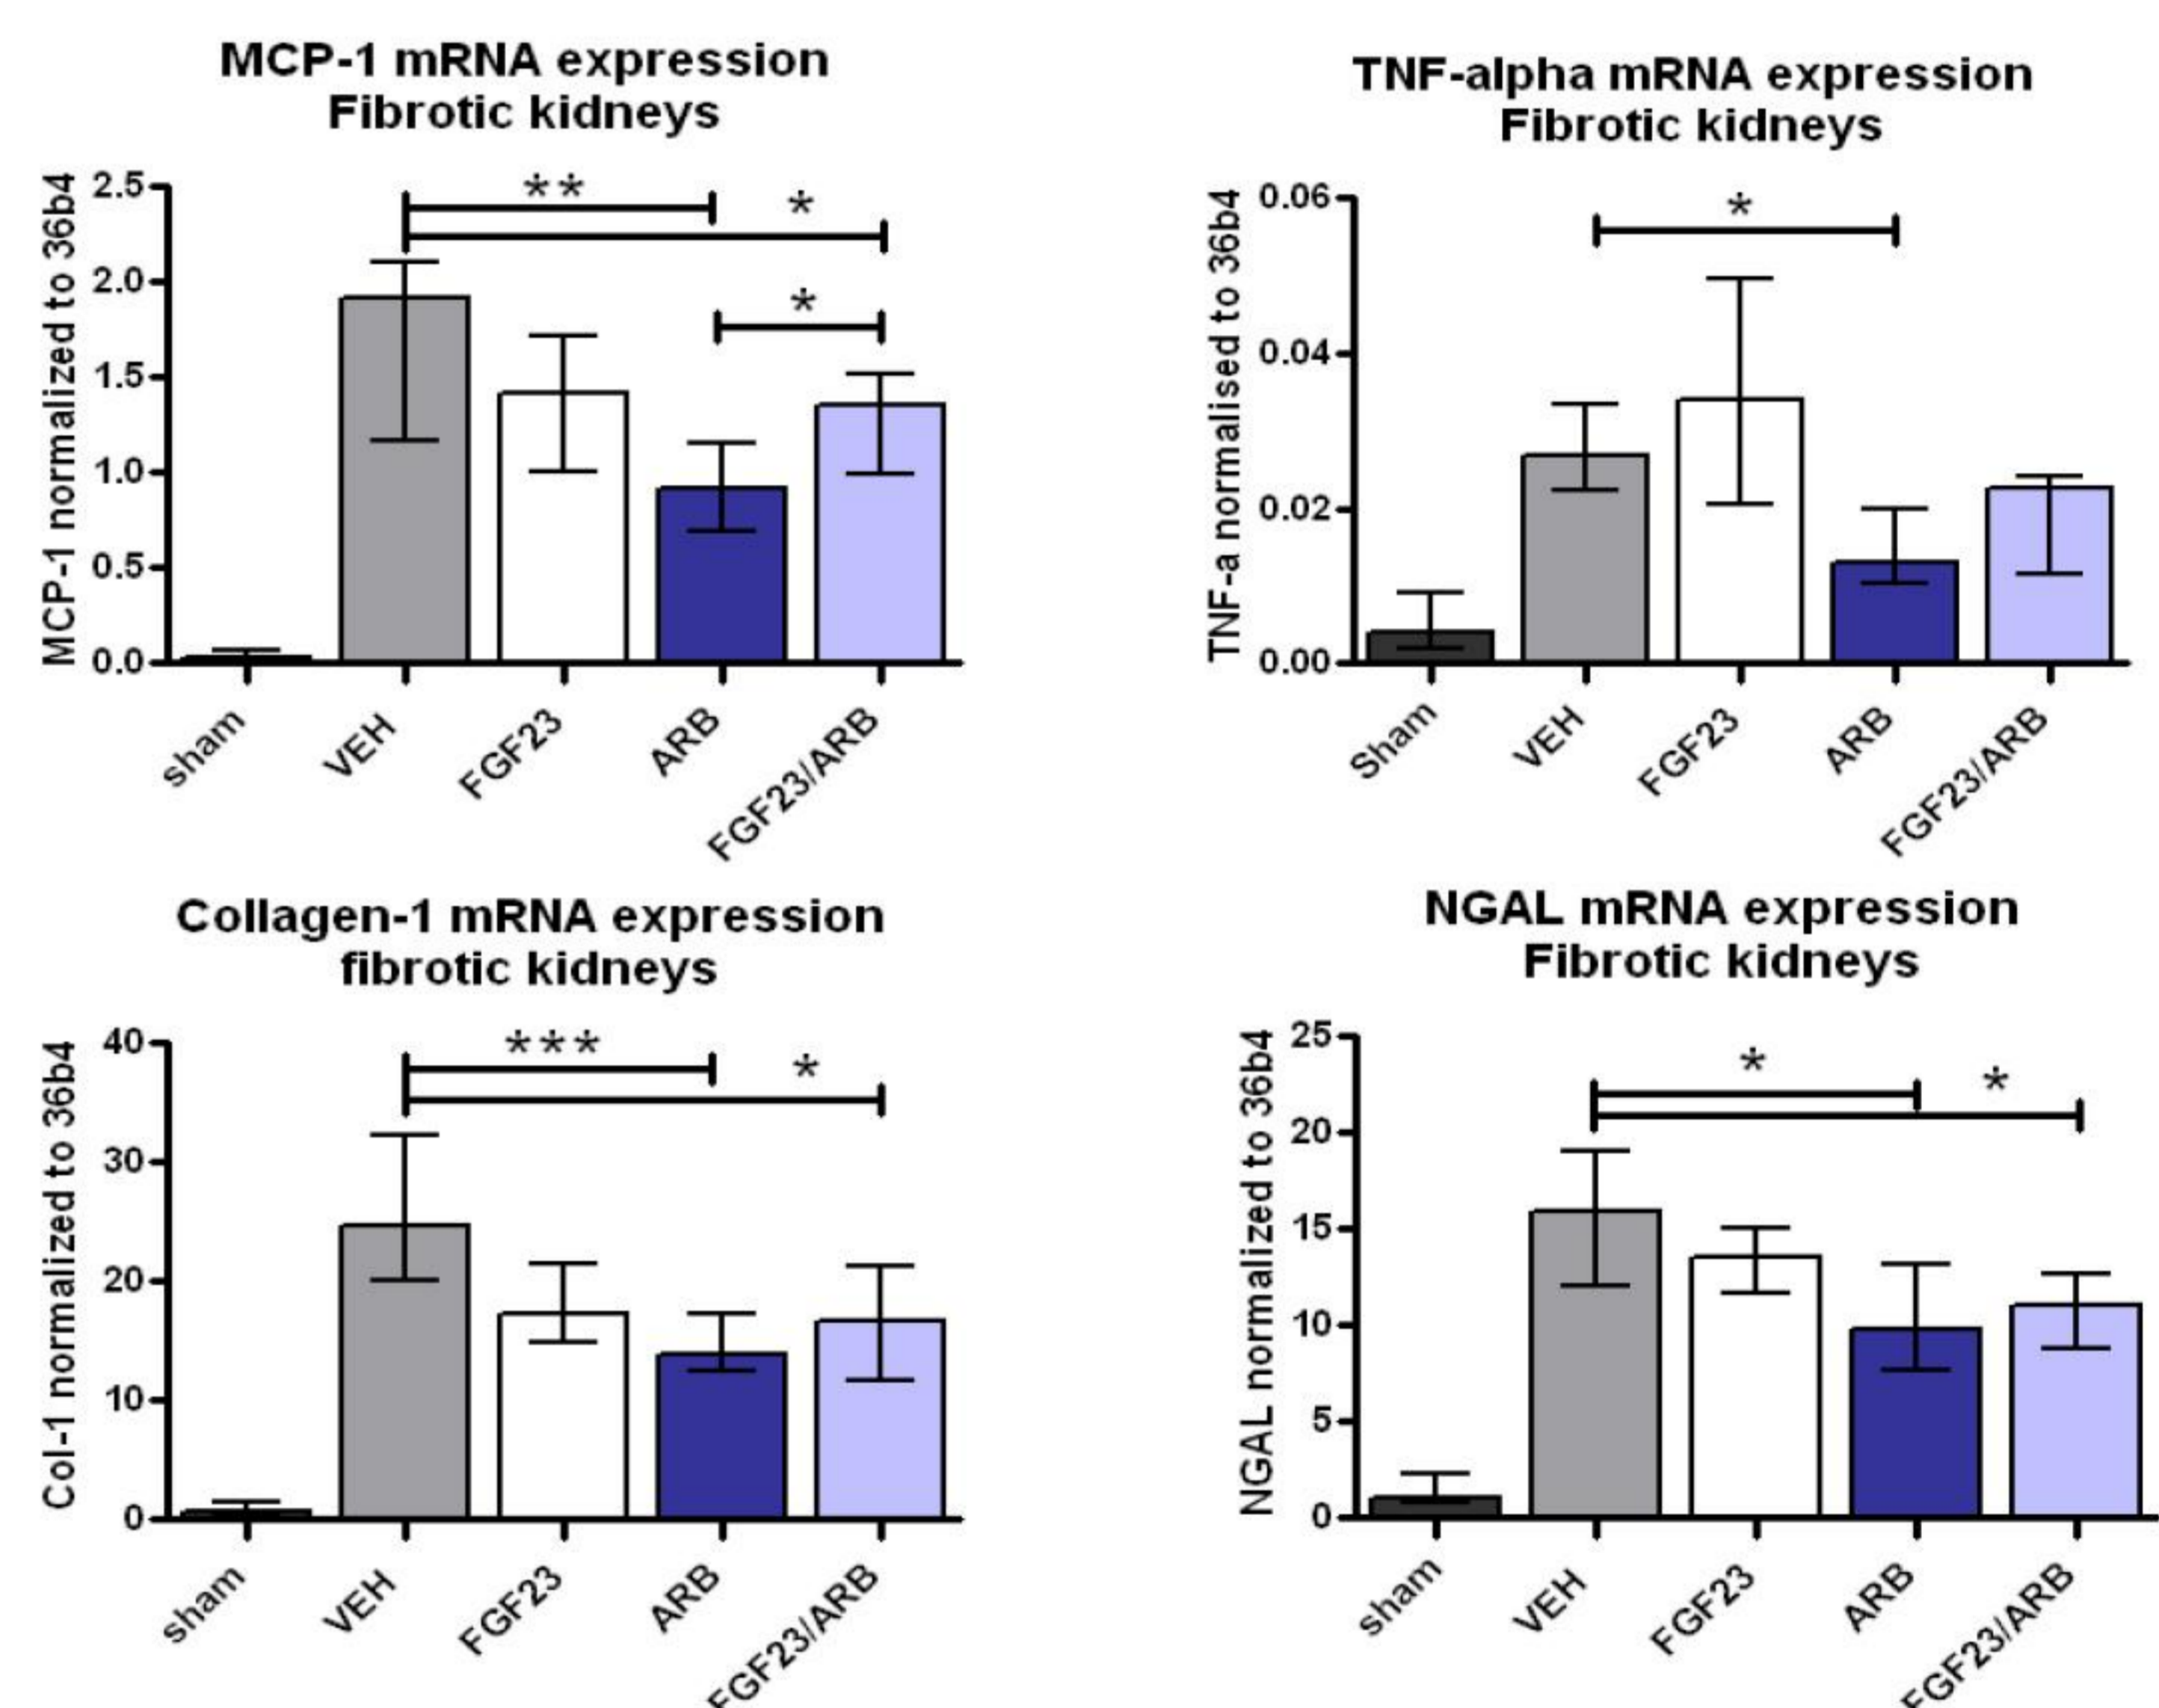 MCP-1 mRNA expression
Fibrotic kidneys
MCP-1 normalized to 36b4
2.5
2.0
1.5
1.0
0.5
0.0
**
*
*
sham
VEH
FGF23
ARB
FGF23/ARB
TNF-alpha mRNA expression
Fibrotic kidneys
TNF-a normalised to 36b4
0.06
0.04
0.02
0.00
*
Sham
VEH
FGF23
ARB
FGF23/ARB
Collagen-1 mRNA expression
fibrotic kidneys
Col-1 normalized to 36b4
40
30
20
10
0
***
*
sham
VEH
FGF23
ARB
FGF23/ARB
NGAL mRNA expression
Fibrotic kidneys
NGAL normalized to 36b4
25
20
15
10
5
0
*
*
sham
VEH
FGF23
ARB
FGF23/ARB